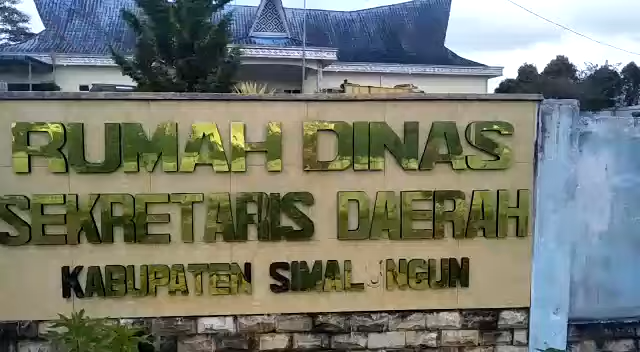 RUMAH DINAS
SEKRETARIS DAERAH
KABUPATEN SIMALUNGUN